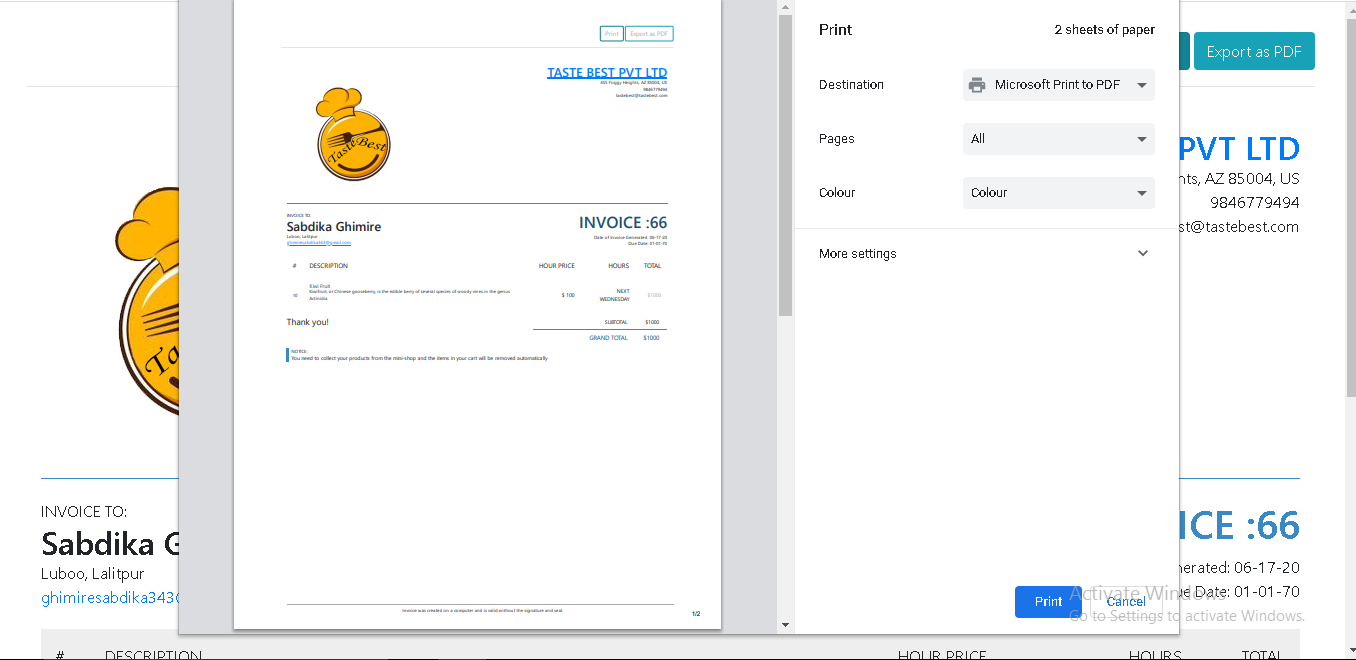 Print Export as PDF
TASTE BEST PVT LTD
455 Foggy Heights, AZ 85004, US
9846779494
tastebest@tastebest.com
TasteBest
INVOICE TO:
Sabdika Ghimire
Luboo, Lalitpur
ghimiresabdika343@gmail.com
INVOICE :66
Date of Invoice Generated: 06-17-20
Due Date: 01-01-70
# DESCRIPTION HOUR PRICE HOURS TOTAL
10 Kiwi Fruit $ 100 NEXT WEDNESDAY $1000
Kiwifruit, or Chinese gooseberry, is the edible berry of several species of woody vines in the genus
Actinidia.
Thank you!
SUBTOTAL $1000
GRAND TOTAL $1000
NOTICE:
You need to collect your products from the mini-shop and the items in your cart will be removed automatically
Invoice was created on a computer and is valid without the signature and seal.
1/2
Print 2 sheets of paper
Destination Microsoft Print to PDF
Pages All
Colour Colour
More settings
Print Cancel
Export as PDF
PVT LTD
nts, AZ 85004, US
9846779494
st@tastebest.com
Tas
INVOICE TO:
Sabdika G
Luboo, Lalitpur
ghimiresabdika343
ICE :66
nerated: 06-17-20
ue Date: 01-01-70
Activate Windows
Go to Settings to activate Windows.
# DESCRIPTION HOUR PRICE HOURS TOTAL